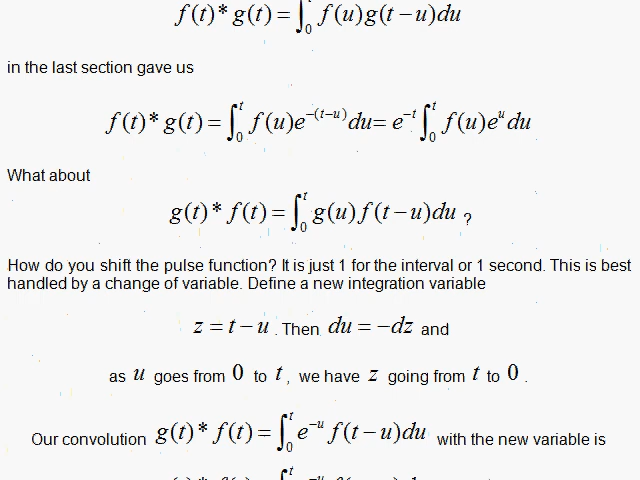 f(t)* g(t) = ∫₀ f(u)g(t−u)du
in the last section gave us
f(t)* g(t) = ∫₀ᵗ f(u)e^{−(t−u)}du = e^{−t} ∫₀ᵗ f(u)e^{u}du
What about
g(t)* f(t) = ∫₀ᵗ g(u)f(t−u)du ?
How do you shift the pulse function? It is just 1 for the interval or 1 second. This is best
handled by a change of variable. Define a new integration variable
z = t−u . Then du = −dz and
as u goes from 0 to t, we have z going from t to 0.
Our convolution g(t)* f(t) = ∫₀ᵗ e^{−u} f(t−u)du with the new variable is